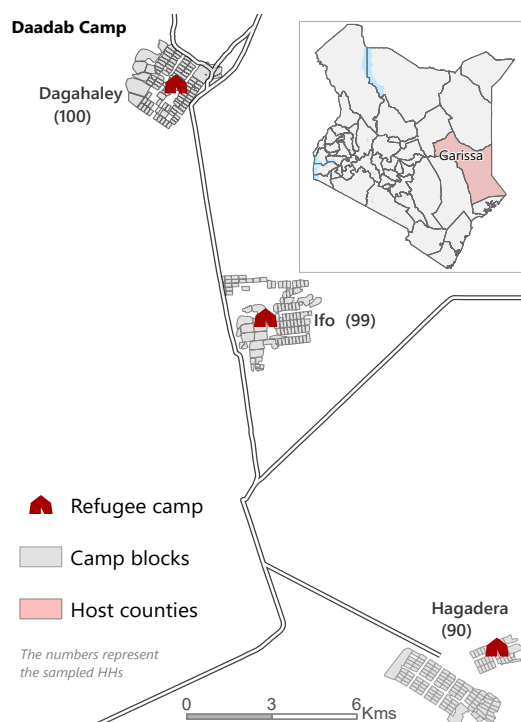 Daadab Camp
Dagahaley
(100)
Garissa
Ifo (99)
Refugee camp
Camp blocks
Host counties
The numbers represent
the sampled HHs
Hagadera
(90)
0 3 6
Kms